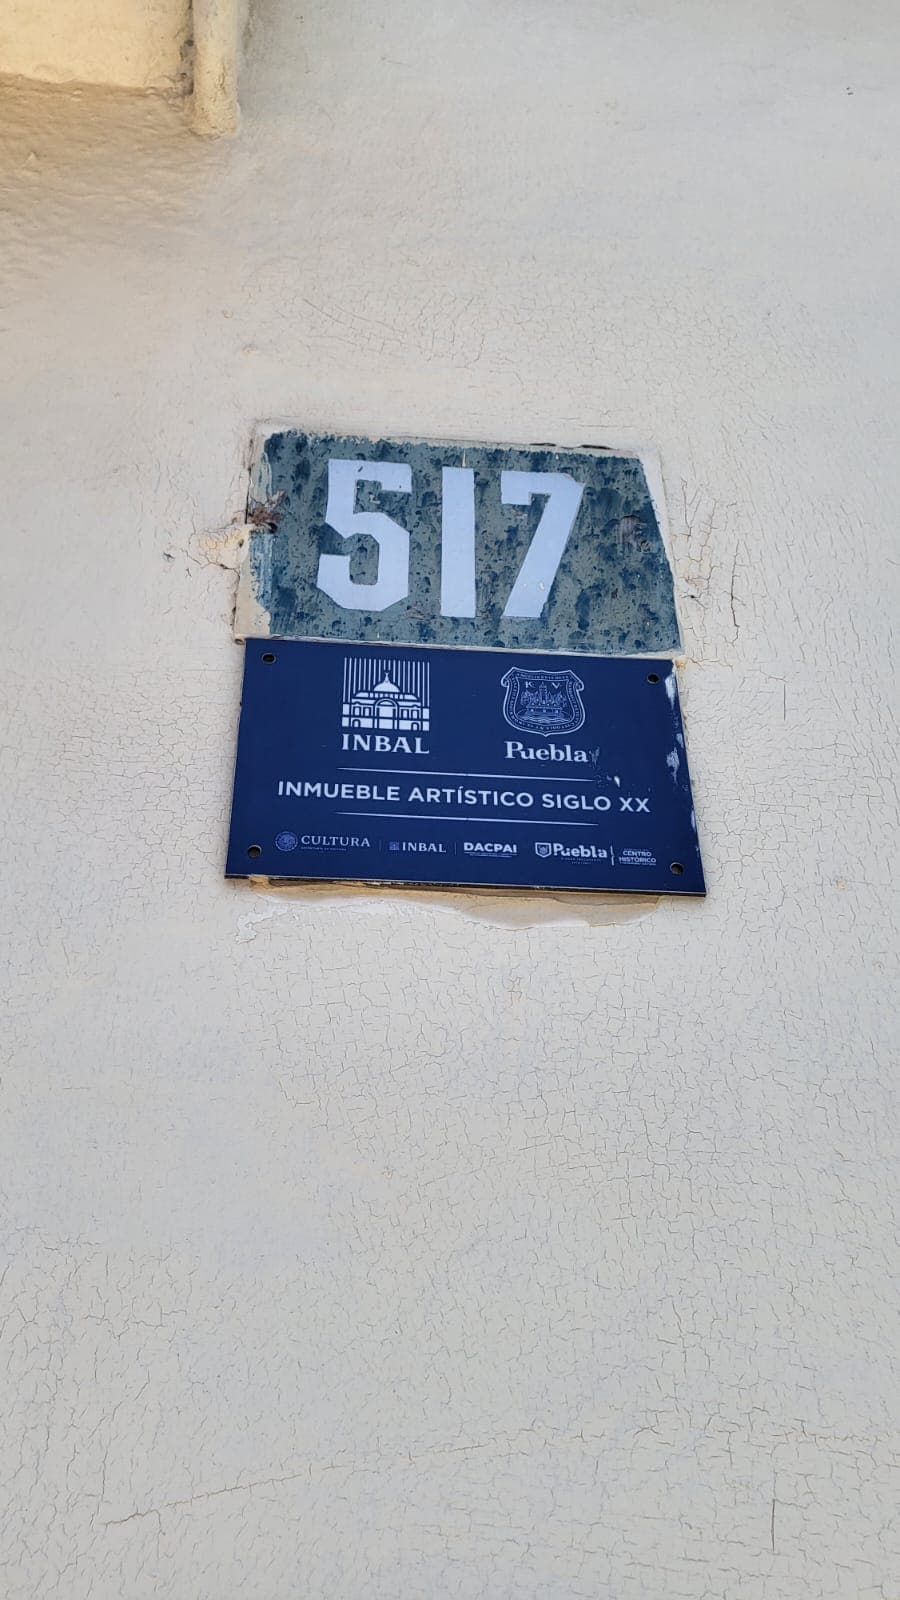 517
INBAL
Puebla
INMUEBLE ARTÍSTICO SIGLO XX
CULTURA INBAL DACPAI Puebla CENTRO HISTÓRICO
K V